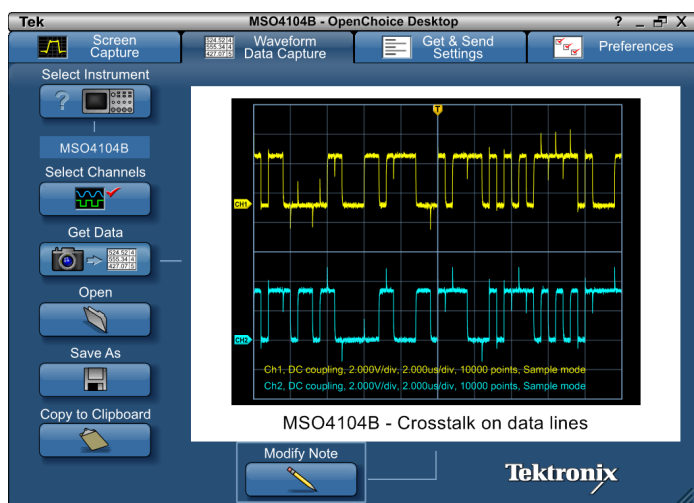 Tek MSO4104B - OpenChoice Desktop ? _ X
Screen Capture
Waveform Data Capture
Get & Send Settings
Preferences
Select Instrument
?
MSO4104B
Select Channels
Get Data
Open
Save As
Copy to Clipboard
T
CH1
CH2
Ch1, DC coupling, 2.000V/div, 2.000us/div, 10000 points, Sample mode
Ch2, DC coupling, 2.000V/div, 2.000us/div, 10000 points, Sample mode
MSO4104B - Crosstalk on data lines
Modify Note
Tektronix